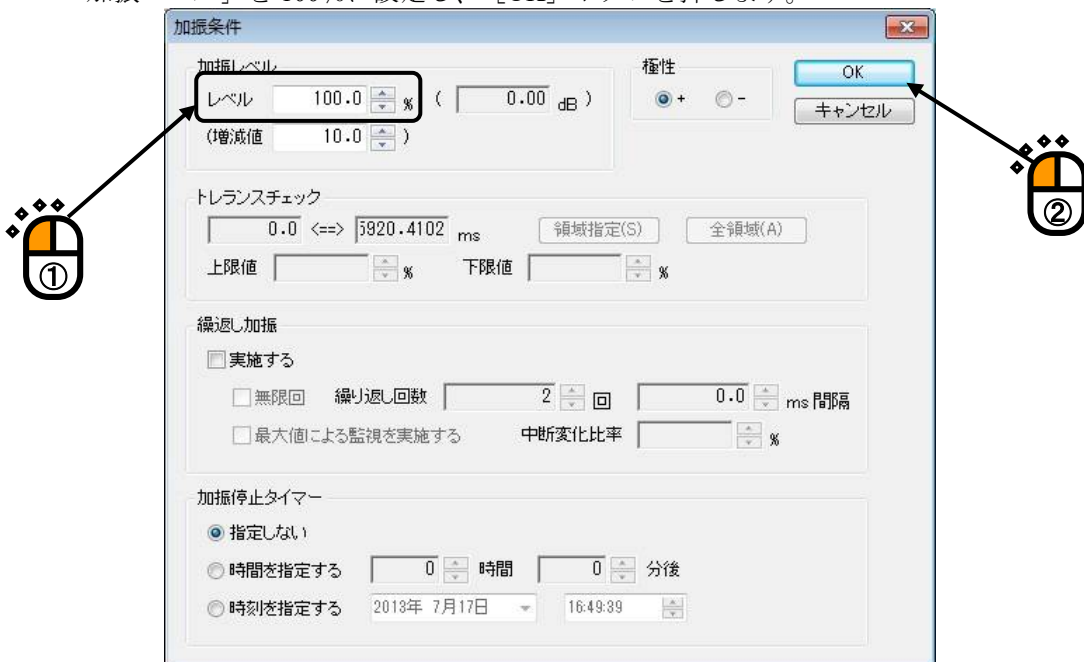 加振条件
加振レベル
レベル 100.0 % ( 0.00 dB )
(増減値 10.0 )
極性
+ -
OK
キャンセル
①
②
トレランスチェック
0.0 <==> 5920.4102 ms 領域指定(S) 全領域(A)
上限値 % 下限値 %
繰返し加振
実施する
無限回 繰り返し回数 2 回 0.0 ms 間隔
最大値による監視を実施する 中断変化比率 %
加振停止タイマー
指定しない
時間を指定する 0 時間 0 分後
時刻を指定する 2013年 7月17日 16:49:39